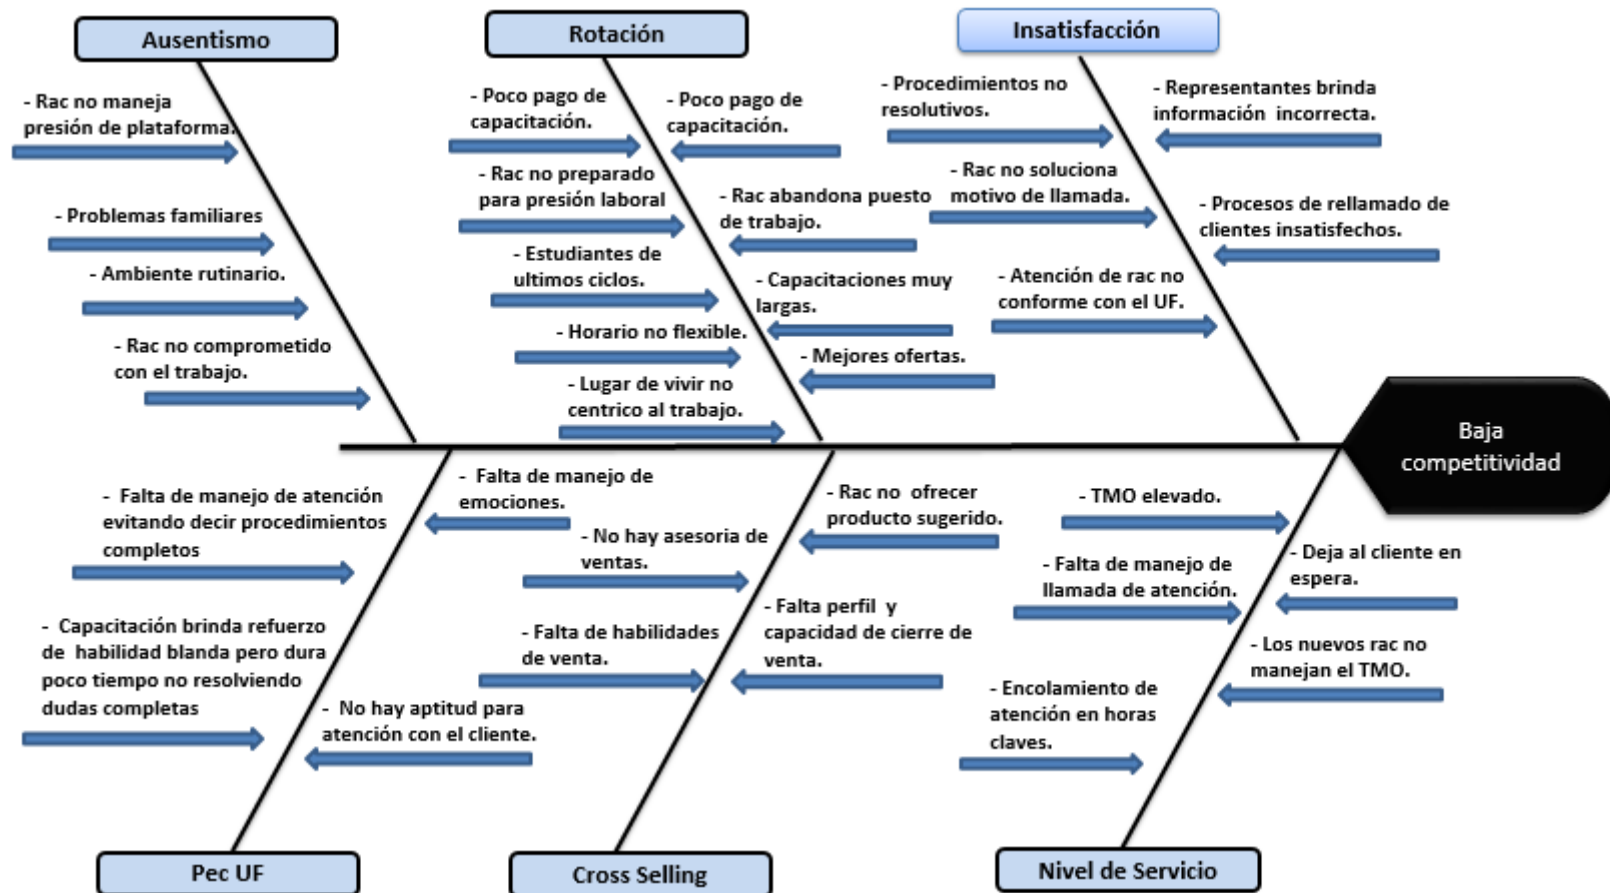 Ausentismo
Rotación
Insatisfacción
- Rac no maneja
presión de plataforma.
- Problemas familiares
- Ambiente rutinario.
- Rac no comprometido
con el trabajo.
- Poco pago de
capacitación.
- Rac no preparado
para presión laboral
- Estudiantes de
ultimos ciclos.
- Horario no flexible.
- Lugar de vivir no
centrico al trabajo.
- Poco pago de
capacitación.
- Rac abandona puesto
de trabajo.
- Capacitaciones muy
largas.
- Mejores ofertas.
- Procedimientos no
resolutivos.
- Rac no soluciona
motivo de llamada.
- Atención de rac no
conforme con el UF.
- Representantes brinda
información incorrecta.
- Procesos de rellamado de
clientes insatisfechos.
Baja
competitividad
- Falta de manejo de atención
evitando decir procedimientos
completos
- Capacitación brinda refuerzo
de habilidad blanda pero dura
poco tiempo no resolviendo
dudas completas
- Falta de manejo de
emociones.
- No hay aptitud para
atención con el cliente.
- No hay asesoria de
ventas.
- Falta de habilidades
de venta.
- Rac no ofrecer
producto sugerido.
- Falta perfil y
capacidad de cierre de
venta.
- TMO elevado.
- Falta de manejo de
llamada de atención.
- Encolamiento de
atención en horas
claves.
- Deja al cliente en
espera.
- Los nuevos rac no
manejan el TMO.
Pec UF
Cross Selling
Nivel de Servicio